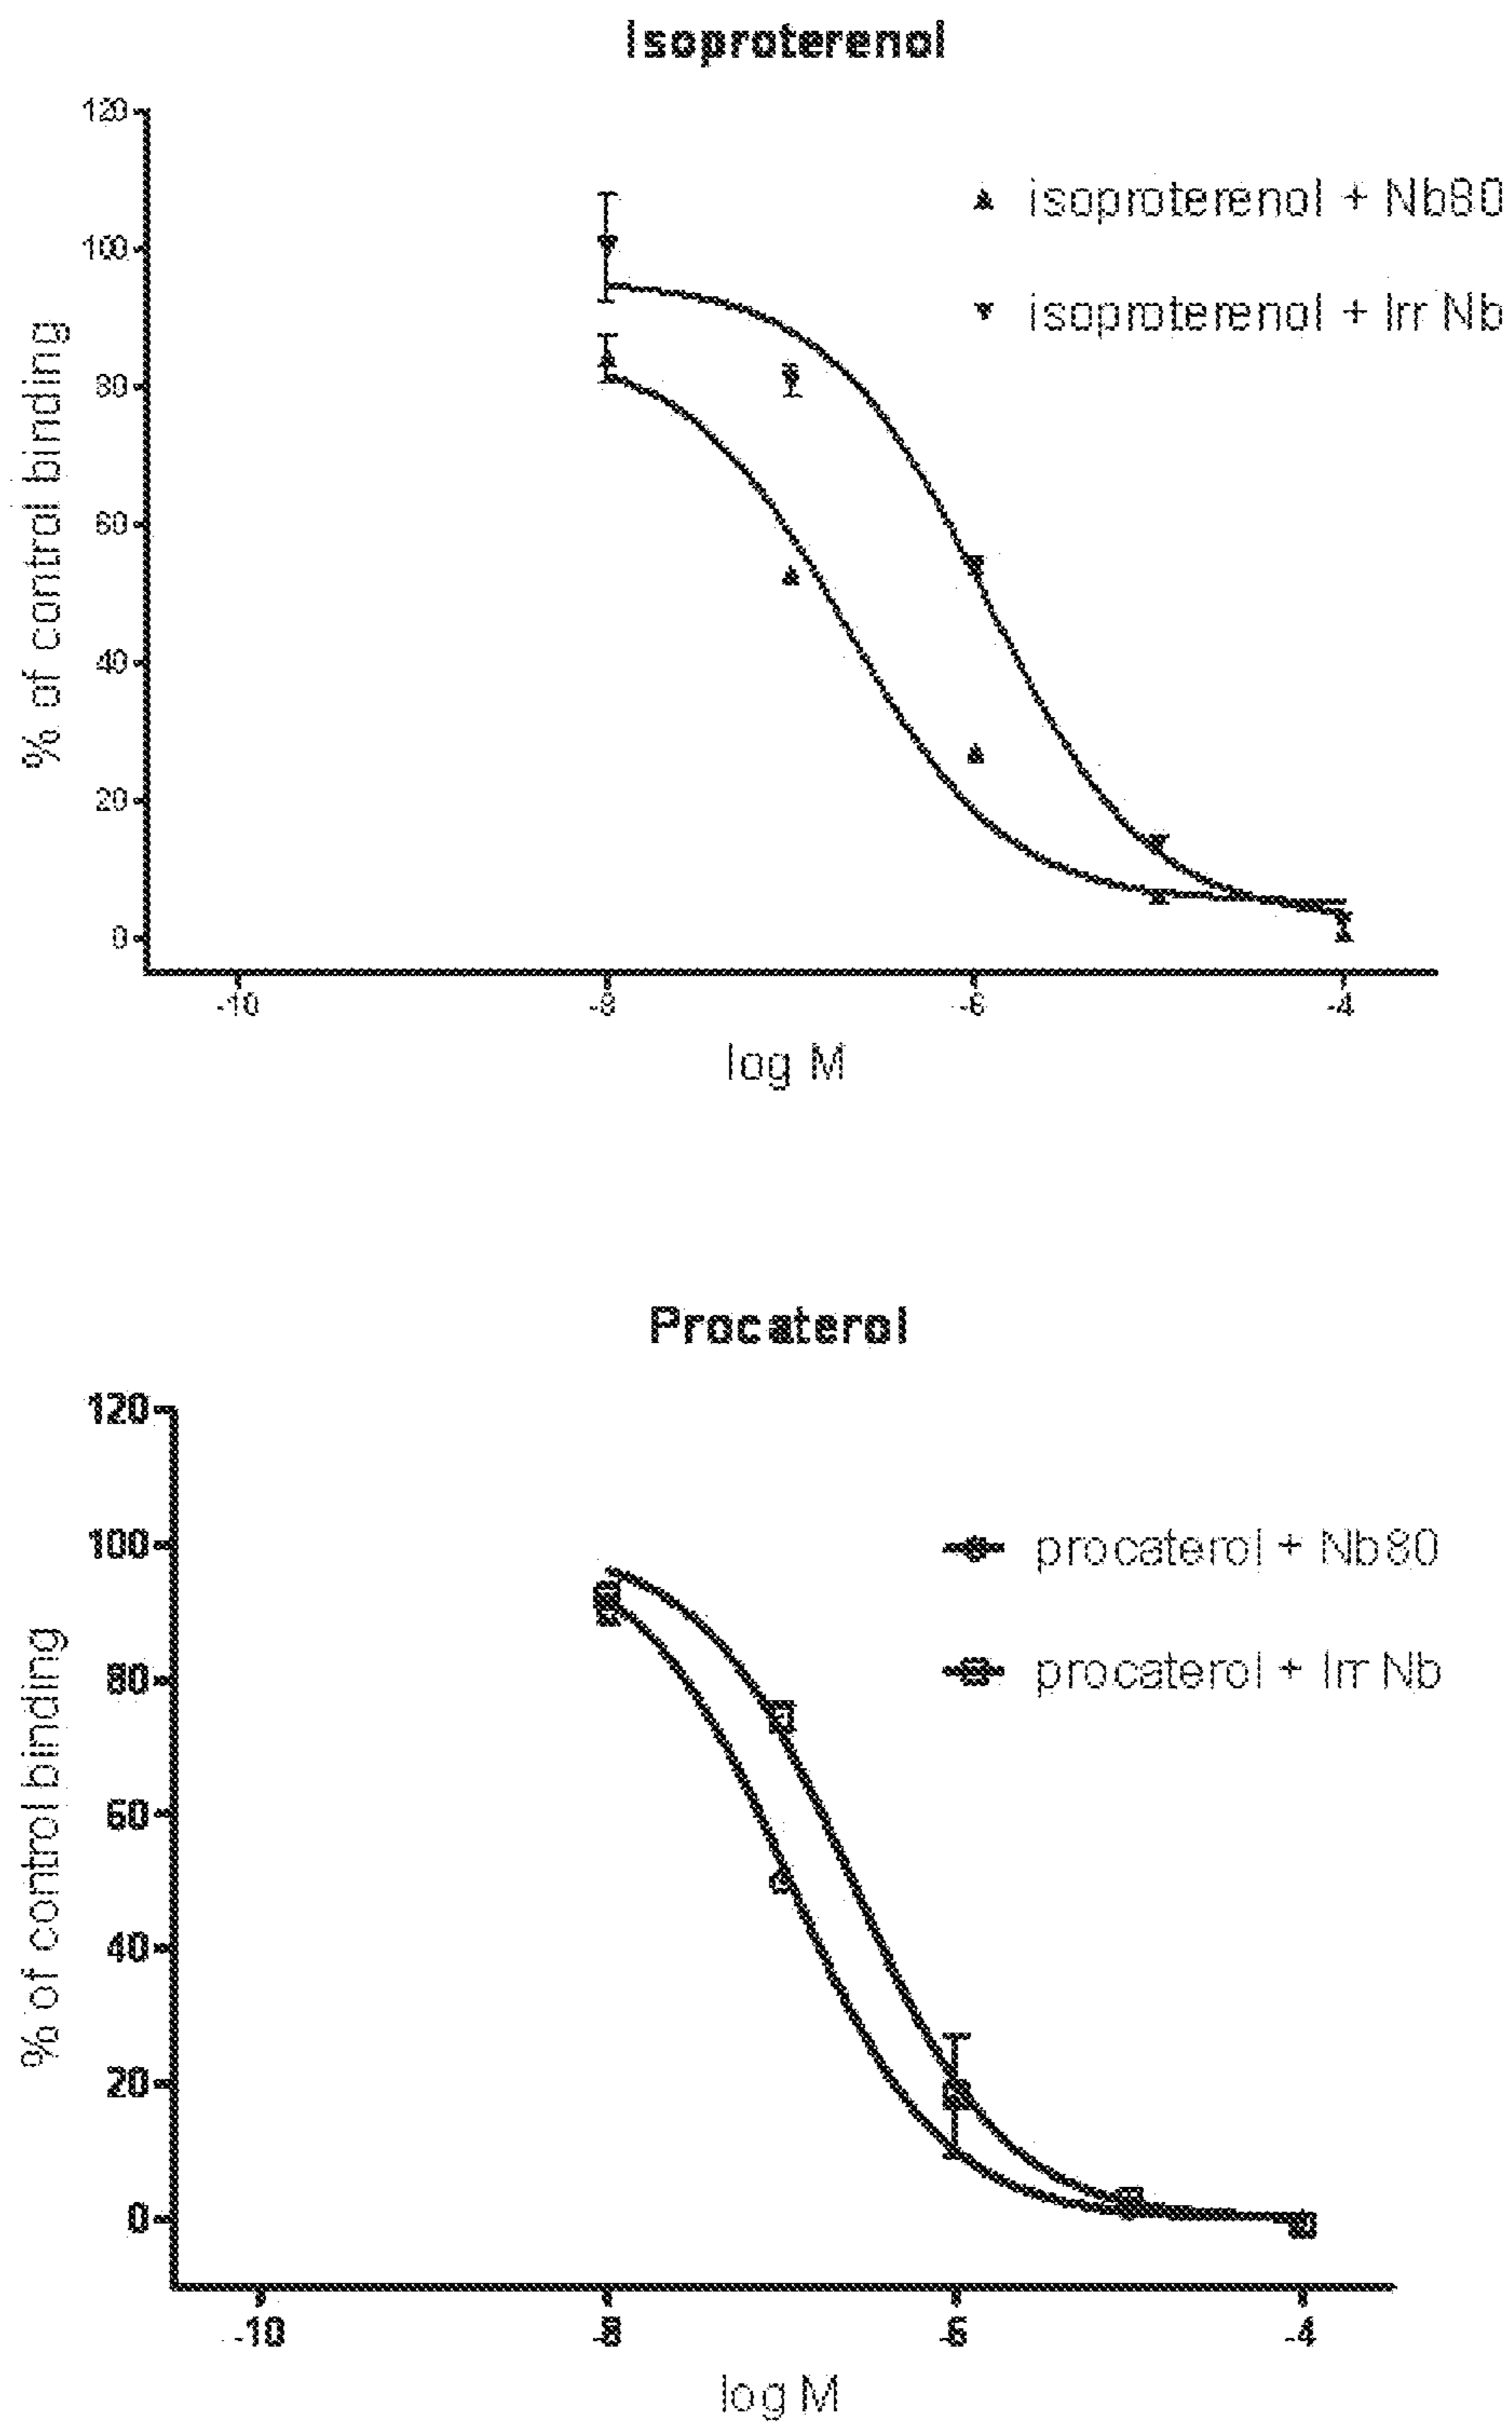 Isoproterenol
120
100
80
60
40
20
0
% of control binding
isoproterenol + Nb80
isoproterenol + Irr Nb
-10
-8
-6
-4
log M
Procaterol
120
100
80
60
40
20
0
% of control binding
procaterol + Nb80
procaterol + Irr Nb
-10
-8
-6
-4
log M